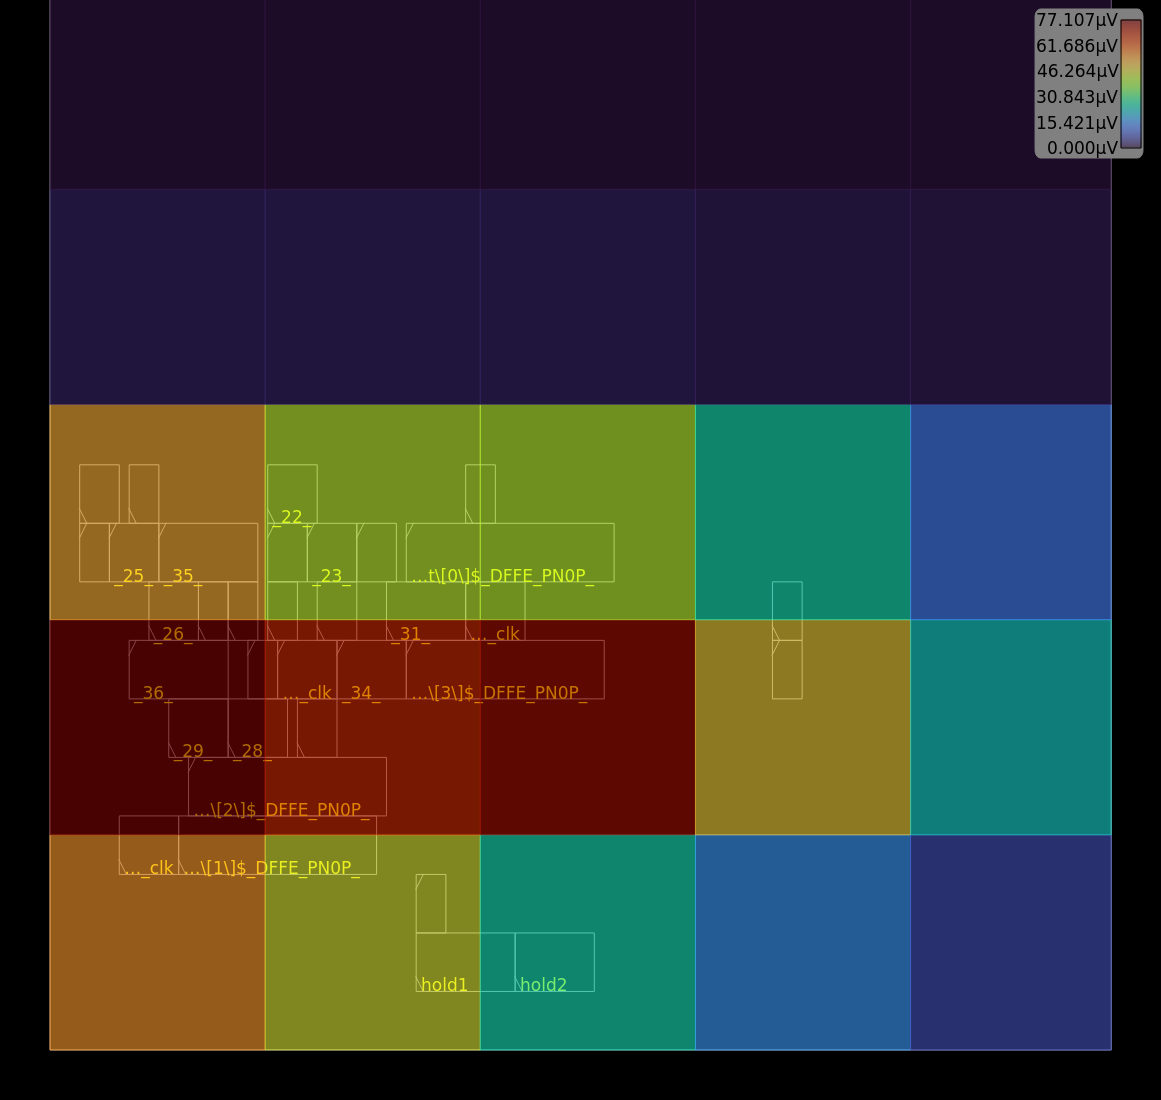 77.107µV
61.686µV
46.264µV
30.843µV
15.421µV
0.000µV
_22_
_25_ _35_ _23_ ...t\[0\]$_DFFE_PN0P_
_26_ _31_ ..._clk
_36_ ..._clk _34_ ...\[3\]$_DFFE_PN0P_
_29_ _28_
...\[2\]$_DFFE_PN0P_
..._clk ...\[1\]$_DFFE_PN0P_
hold1 hold2